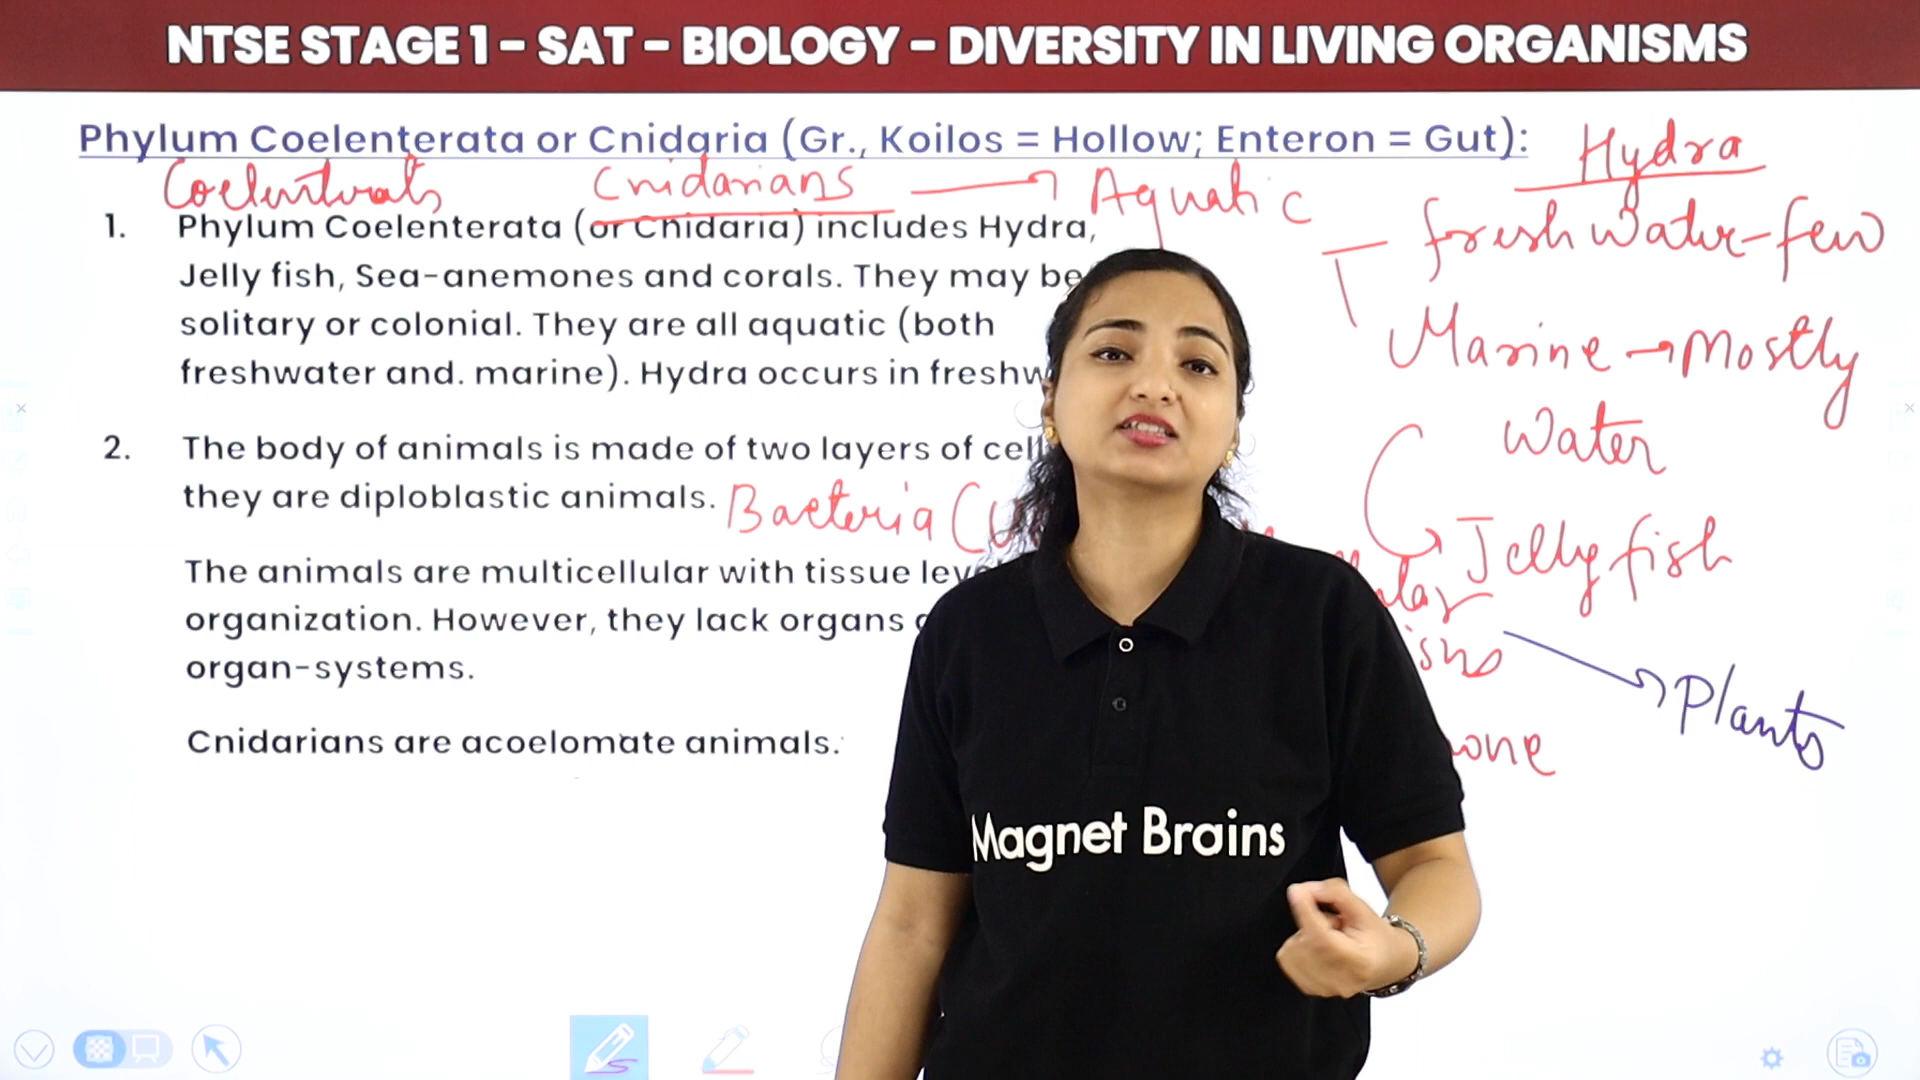 NTSE STAGE 1 – SAT – BIOLOGY – DIVERSITY IN LIVING ORGANISMS
Phylum Coelenterata or Cnidaria (Gr., Koilos = Hollow; Enteron = Gut):
Hydra
Cnidarians → Aquatic
1. Phylum Coelenterata (or Cnidaria) includes Hydra,
Jelly fish, Sea-anemones and corals. They may be
solitary or colonial. They are all aquatic (both
freshwater and. marine). Hydra occurs in freshw
fresh water – few
Marine → Mostly
Water
Jelly fish
2. The body of animals is made of two layers of cell
they are diploblastic animals.
Bacteria (
The animals are multicellular with tissue lev
organization. However, they lack organs
organ-systems.
Plants
Cnidarians are acoelomate animals.
Magnet Brains